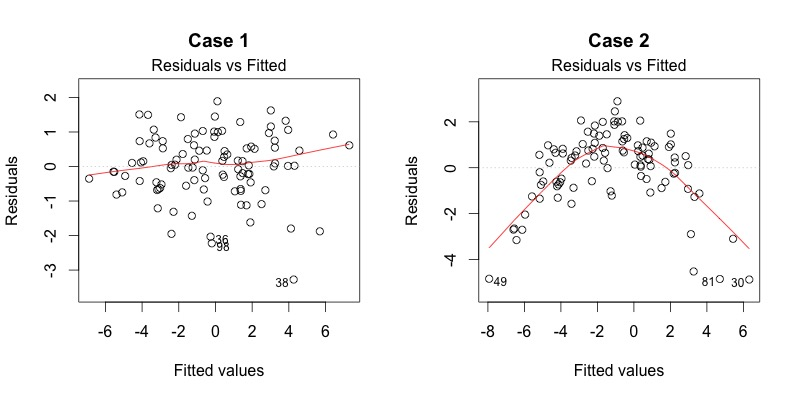 Case 1
Residuals vs Fitted
2
1
0
-1
-2
-3
Residuals
36
98
38
-6 -4 -2 0 2 4 6
Fitted values
Case 2
Residuals vs Fitted
2
0
-2
-4
Residuals
49
81
30
-8 -6 -4 -2 0 2 4 6
Fitted values